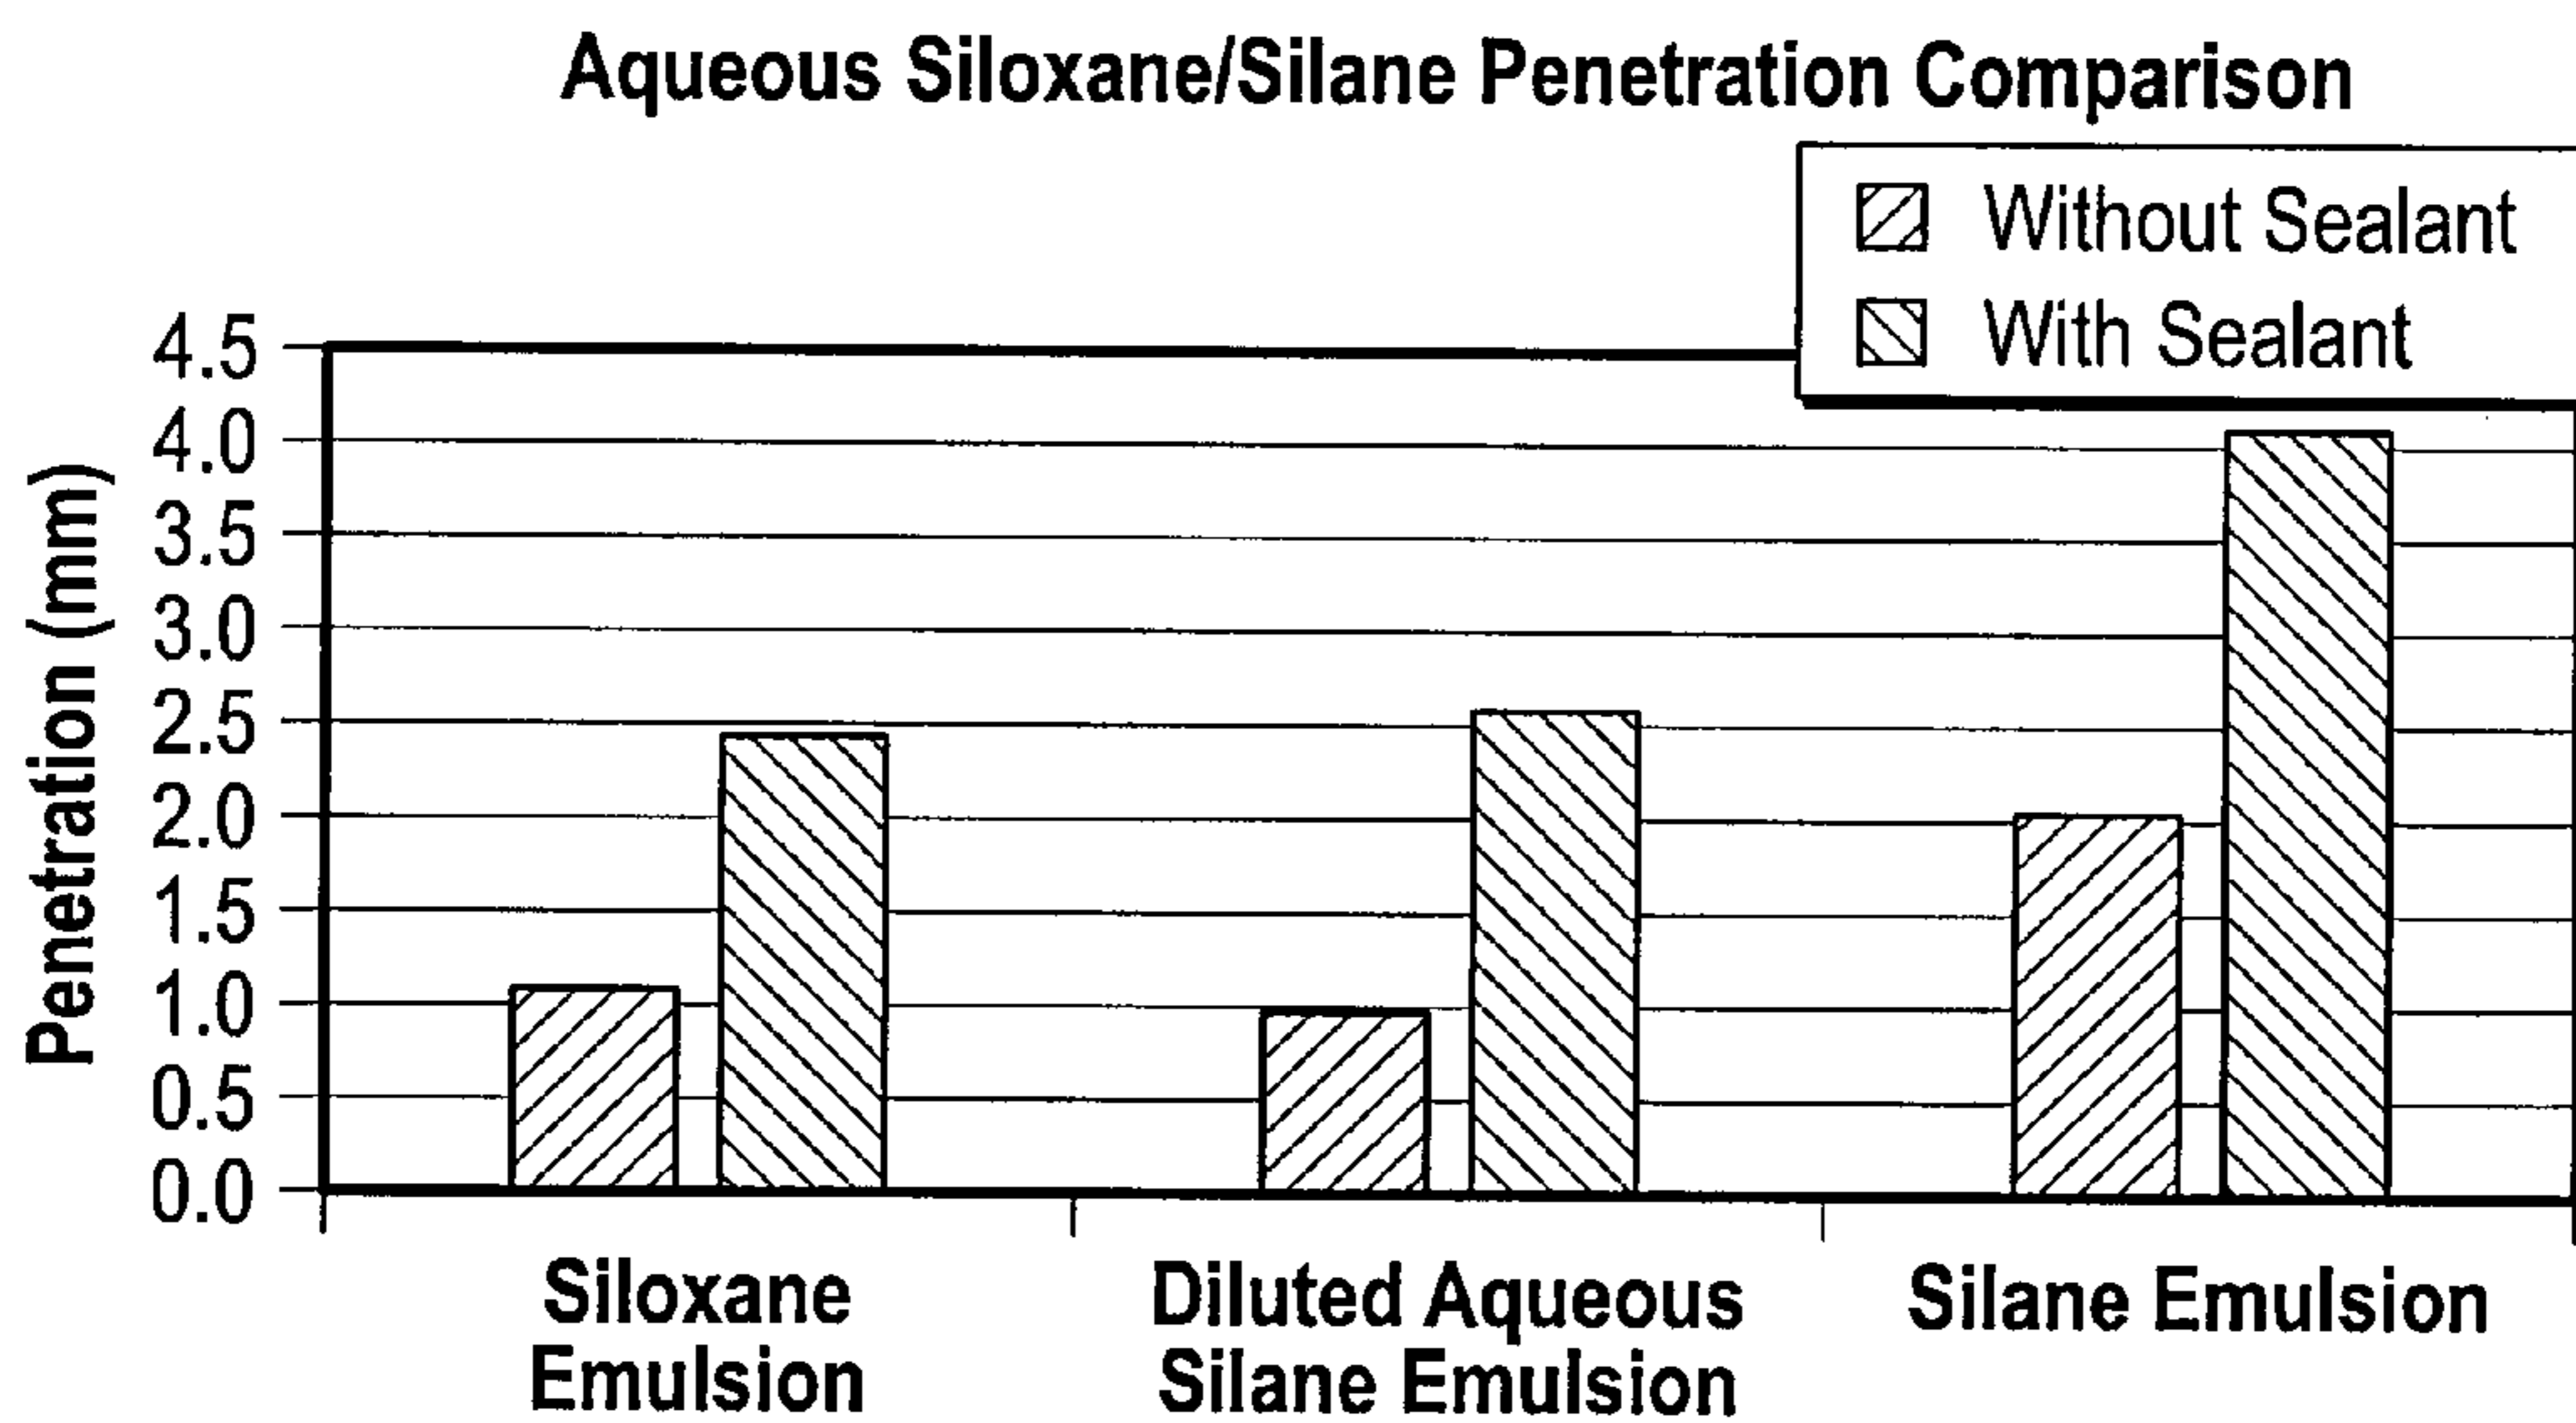 Aqueous Siloxane/Silane Penetration Comparison
Without Sealant
With Sealant
Penetration (mm)
4.5
4.0
3.5
3.0
2.5
2.0
1.5
1.0
0.5
0.0
Siloxane
Emulsion
Diluted Aqueous
Silane Emulsion
Silane Emulsion